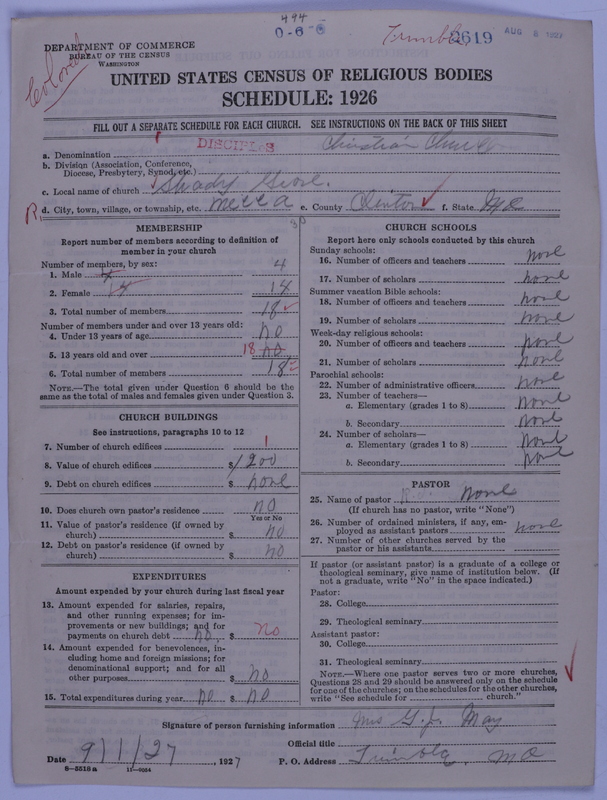 494
0-6-6
Trimble
2619
AUG 8 1927
DEPARTMENT OF COMMERCE
BUREAU OF THE CENSUS
WASHINGTON
Colored
UNITED STATES CENSUS OF RELIGIOUS BODIES
SCHEDULE: 1926
FILL OUT A SEPARATE SCHEDULE FOR EACH CHURCH. SEE INSTRUCTIONS ON THE BACK OF THIS SHEET
DISCIPLES
a. Denomination Christian Church
b. Division (Association, Conference,
Diocese, Presbytery, Synod, etc.)
c. Local name of church Shady Grove.
R. d. City, town, village, or township, etc. Mecca e. County Clinton f. State Mo
MEMBERSHIP
Report number of members according to definition of
member in your church
Number of members, by sex:
1. Male 4 4
2. Female 14 14
3. Total number of members 18
Number of members under and over 13 years old:
4. Under 13 years of age no
5. 13 years old and over 18 no
6. Total number of members 18
NOTE.—The total given under Question 6 should be the
same as the total of males and females given under Question 3.
CHURCH BUILDINGS
See instructions, paragraphs 10 to 12
7. Number of church edifices 1
8. Value of church edifices $ 1200
9. Debt on church edifices $ none
10. Does church own pastor's residence no
Yes or No
11. Value of pastor's residence (if owned by
church) $ no
12. Debt on pastor's residence (if owned by
church) $ no
EXPENDITURES
Amount expended by your church during last fiscal year
13. Amount expended for salaries, repairs,
and other running expenses; for im-
provements or new buildings; and for
payments on church debt no, $ no
14. Amount expended for benevolences, in-
cluding home and foreign missions; for
denominational support; and for all
other purposes $ no
15. Total expenditures during year no $ no
CHURCH SCHOOLS
Report here only schools conducted by this church
Sunday schools:
16. Number of officers and teachers none
17. Number of scholars none
Summer vacation Bible schools:
18. Number of officers and teachers none
19. Number of scholars none
Week-day religious schools:
20. Number of officers and teachers none
21. Number of scholars none
Parochial schools:
22. Number of administrative officers none
23. Number of teachers—
a. Elementary (grades 1 to 8) none
b. Secondary none
24. Number of scholars—
a. Elementary (grades 1 to 8) none
b. Secondary none
PASTOR
25. Name of pastor none
(If church has no pastor, write "None")
26. Number of ordained ministers, if any, em-
ployed as assistant pastors none
27. Number of other churches served by the
pastor or his assistants
If pastor (or assistant pastor) is a graduate of a college or
theological seminary, give name of institution below. (If
not a graduate, write "No" in the space indicated.)
Pastor:
28. College
29. Theological seminary
Assistant pastor:
30. College
31. Theological seminary
NOTE.—Where one pastor serves two or more churches,
Questions 28 and 29 should be answered only on the schedule
for one of the churches; on the schedules for the other churches,
write "See schedule for church."
Signature of person furnishing information Mrs G. p. May
Official title
Date 9/1/27, 1927 P. O. Address Trimble, Mo
8-5518 a 11-9054